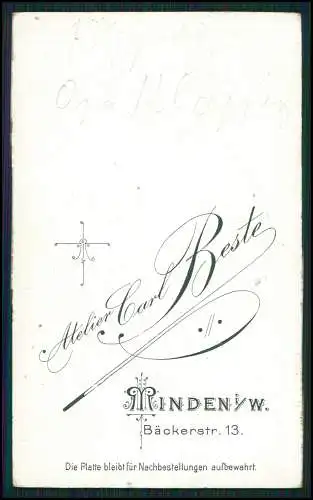 Atelier Carl Beste
MINDEN i/W.
Bäckerstr. 13.
Die Platte bleibt für Nachbestellungen aufbewahrt.